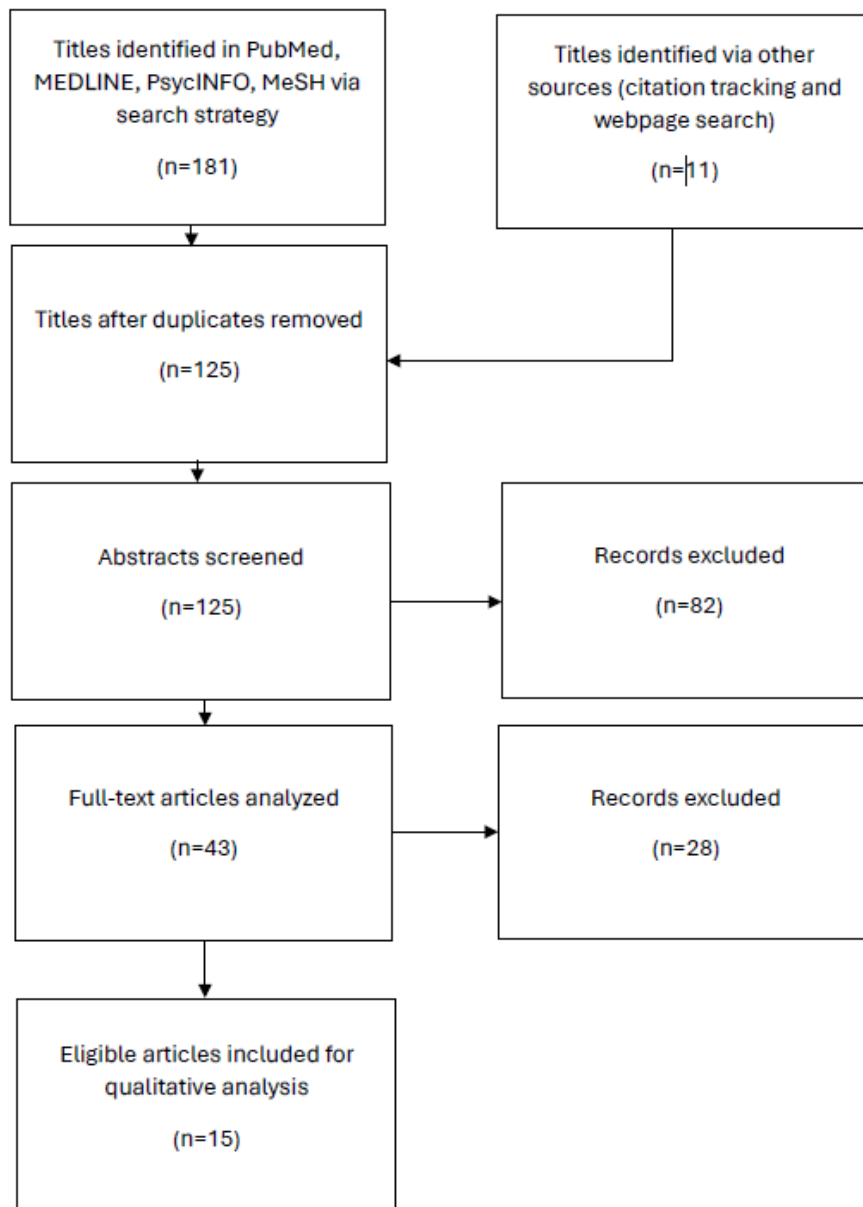 Titles identified in PubMed,
MEDLINE, PsycINFO, MeSH via
search strategy
(n=181)
Titles identified via other
sources (citation tracking and
webpage search)
(n=11)
Titles after duplicates removed
(n=125)
Abstracts screened
(n=125)
Records excluded
(n=82)
Full-text articles analyzed
(n=43)
Records excluded
(n=28)
Eligible articles included for
qualitative analysis
(n=15)